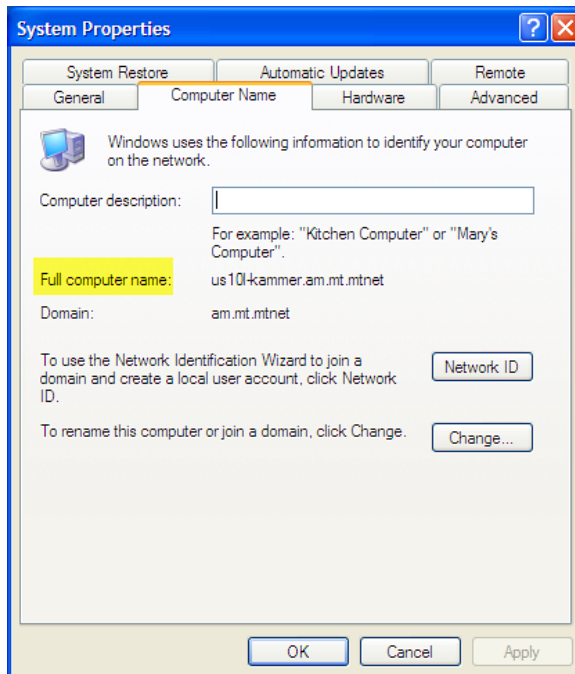 System Properties
System Restore Automatic Updates Remote
General Computer Name Hardware Advanced
Windows uses the following information to identify your computer
on the network.
Computer description:
For example: "Kitchen Computer" or "Mary's
Computer".
Full computer name: us10l-kammer.am.mt.mtnet
Domain: am.mt.mtnet
To use the Network Identification Wizard to join a
domain and create a local user account, click Network
ID.
Network ID
To rename this computer or join a domain, click Change.
Change...
OK Cancel Apply